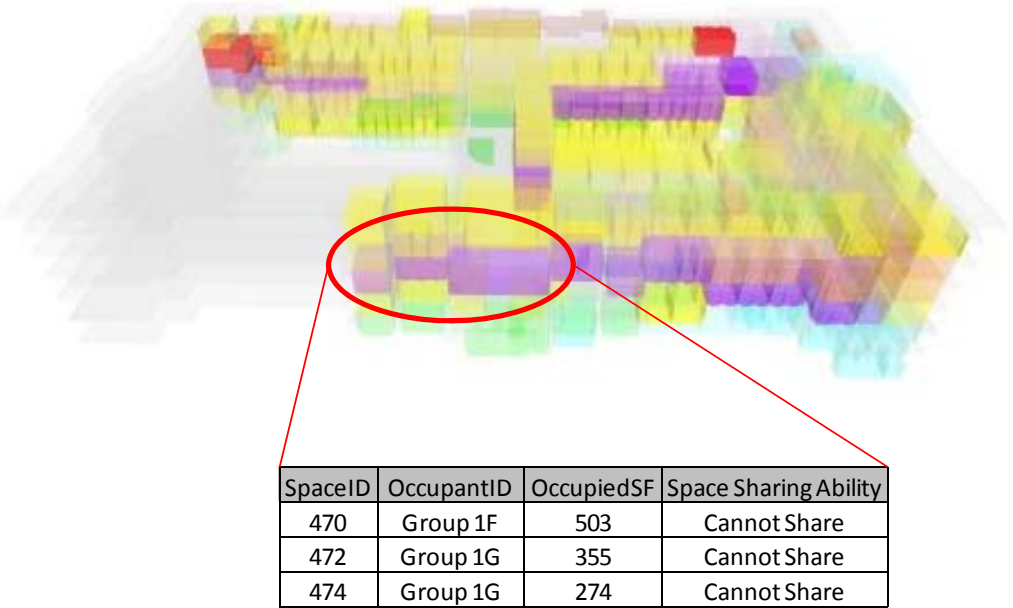 SpaceID OccupantID OccupiedSF Space Sharing Ability
470 Group 1F 503 Cannot Share
472 Group 1G 355 Cannot Share
474 Group 1G 274 Cannot Share